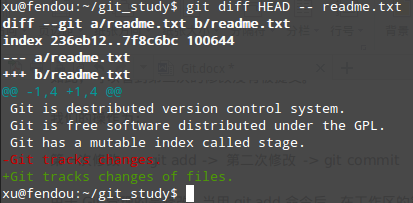 xu@fendou:~/git_study$ git diff HEAD -- readme.txt
diff --git a/readme.txt b/readme.txt
index 236eb12..7f8c6bc 100644
--- a/readme.txt
+++ b/readme.txt
@@ -1,4 +1,4 @@
 Git is destributed version control system.
 Git is free software distributed under the GPL.
 Git has a mutable index called stage.
-Git tracks changes.
+Git tracks changes of files.
xu@fendou:~/git_study$